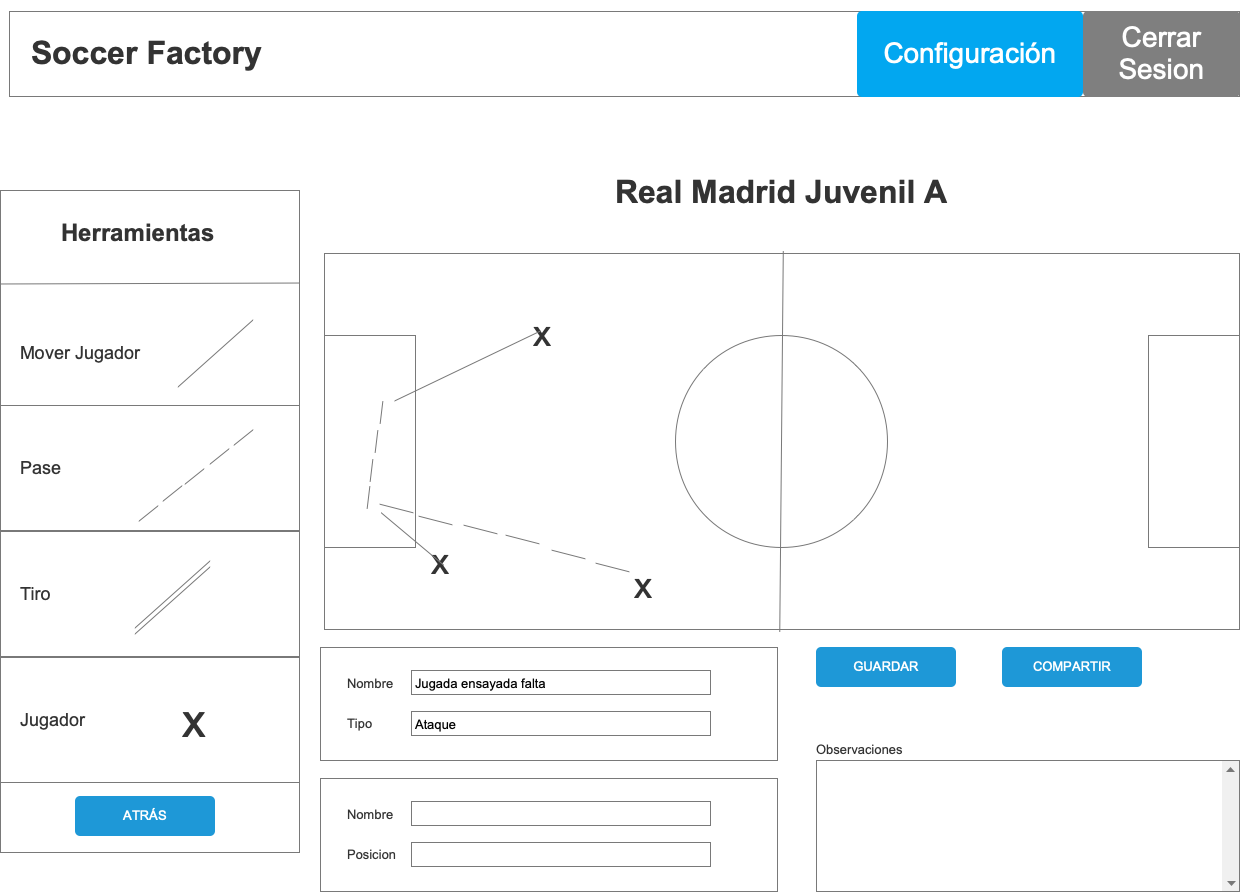 Soccer Factory
Configuración
Cerrar
Sesion
Real Madrid Juvenil A
Herramientas
Mover Jugador
Pase
Tiro
Jugador
X
ATRÁS
X
X
X
Nombre
Jugada ensayada falta
Tipo
Ataque
GUARDAR
COMPARTIR
Observaciones
Nombre
Posicion